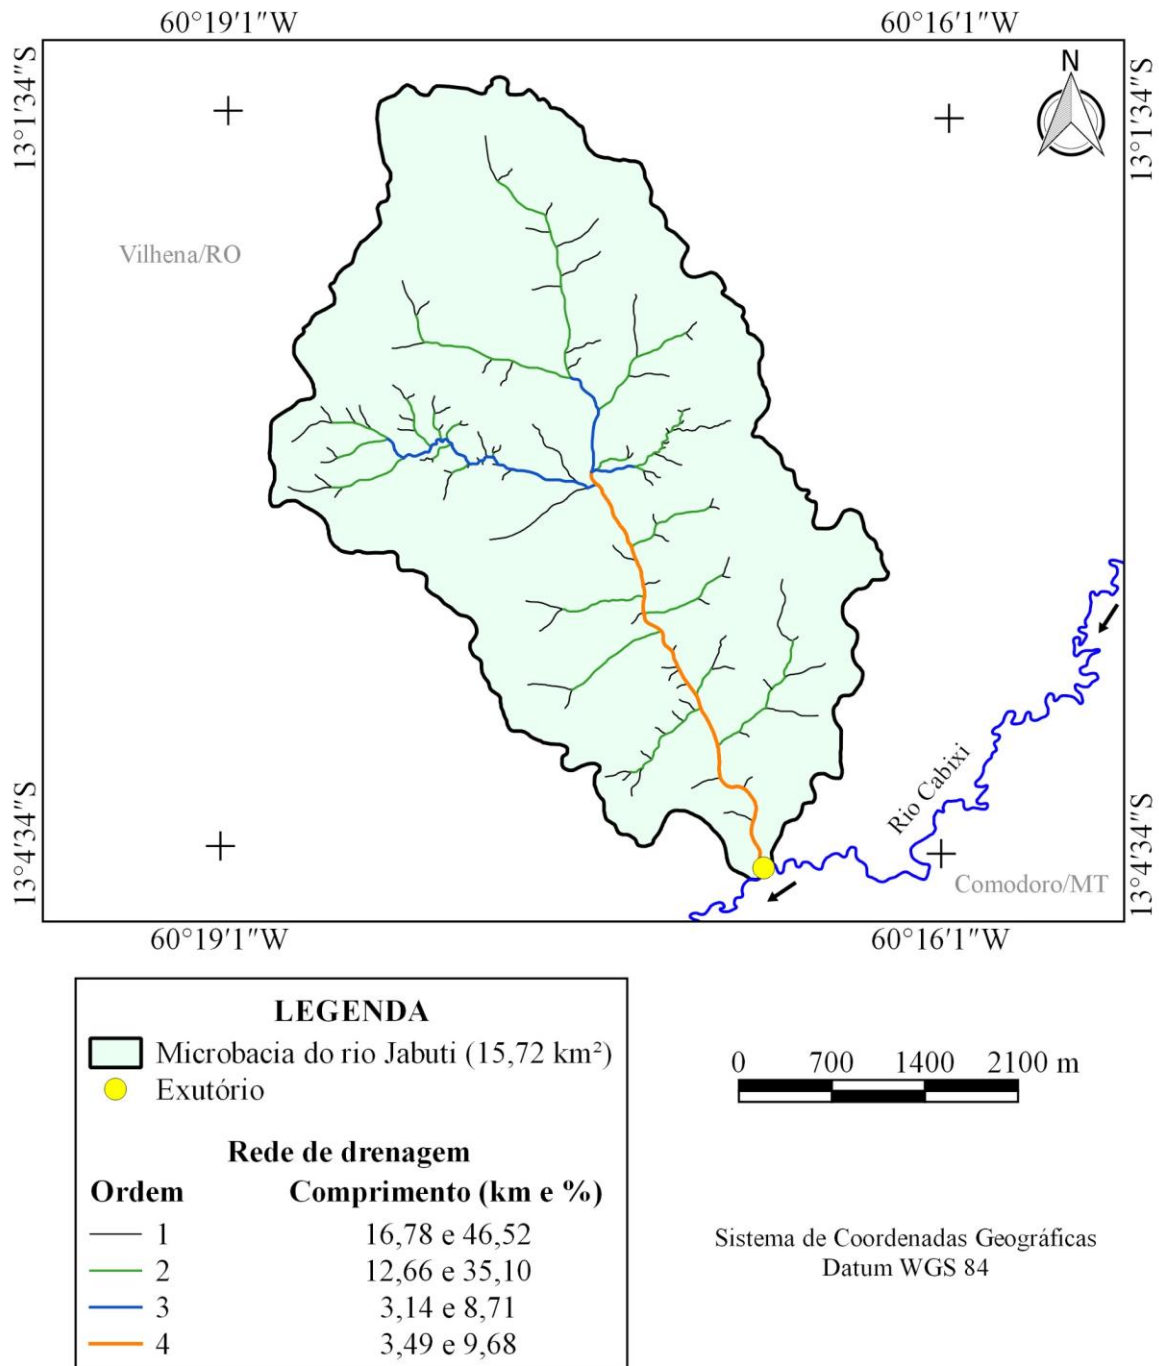 60°19′1″W 60°16′1″W
13°1′34″S
N
13°1′34″S
Vilhena/RO
Rio Cabixi
13°4′34″S
13°4′34″S
Comodoro/MT
60°19′1″W 60°16′1″W
LEGENDA
Microbacia do rio Jabuti (15,72 km²)
Exutório
Rede de drenagem
Ordem Comprimento (km e %)
1 16,78 e 46,52
2 12,66 e 35,10
3 3,14 e 8,71
4 3,49 e 9,68
0 700 1400 2100 m
Sistema de Coordenadas Geográficas
Datum WGS 84